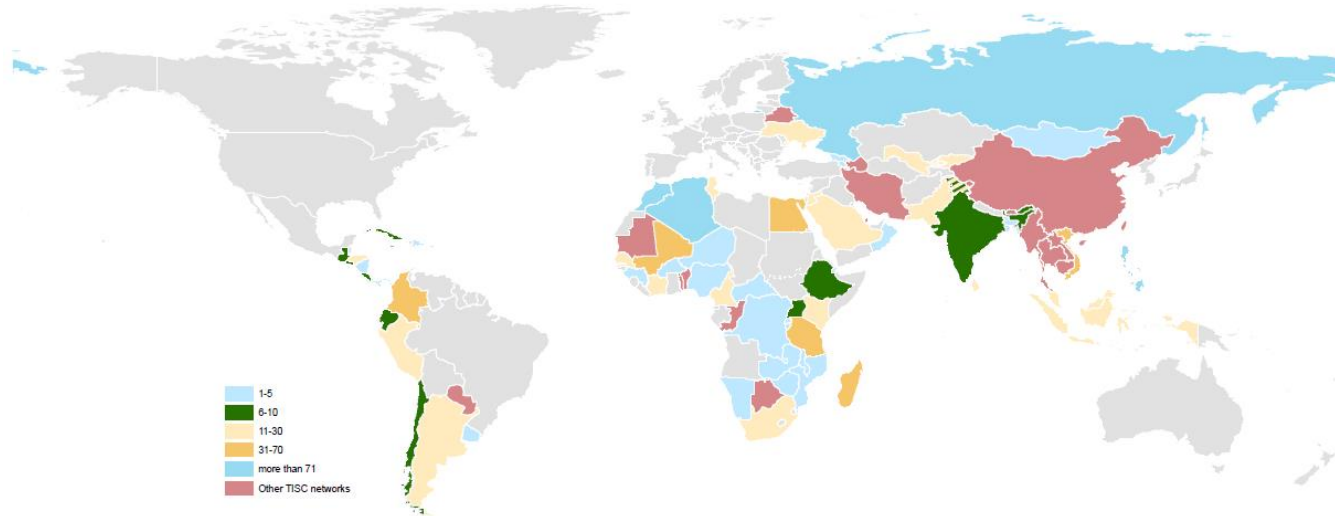 1-5
6-10
11-30
31-70
more than 71
Other TISC networks